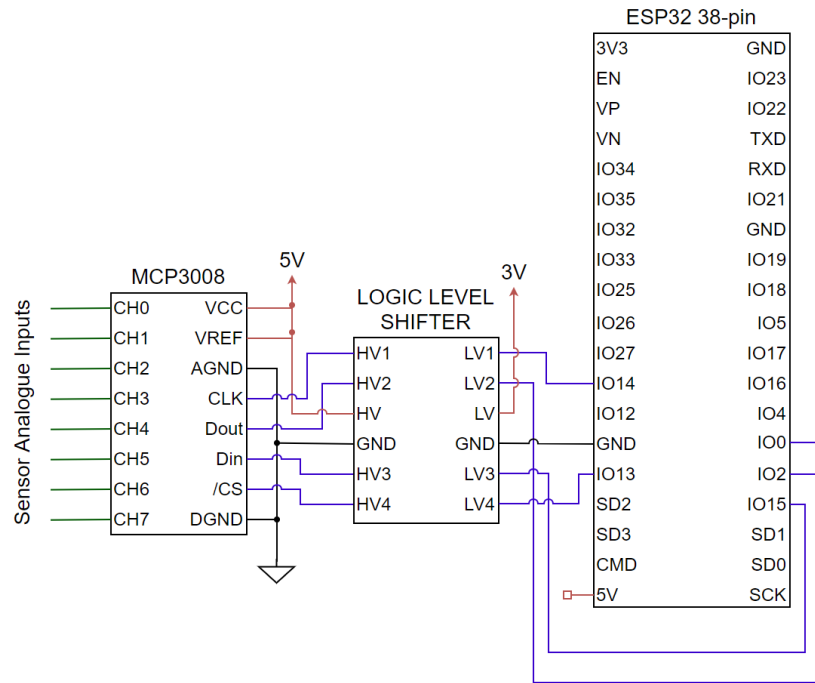 ESP32 38-pin
3V3 GND
EN IO23
VP IO22
VN TXD
IO34 RXD
IO35 IO21
IO32 GND
IO33 IO19
IO25 IO18
IO26 IO5
IO27 IO17
IO14 IO16
IO12 IO4
GND IO0
IO13 IO2
SD2 IO15
SD3 SD1
CMD SD0
5V SCK
5V
MCP3008
Sensor Analogue Inputs
CH0 VCC
CH1 VREF
CH2 AGND
CH3 CLK
CH4 Dout
CH5 Din
CH6 /CS
CH7 DGND
3V
LOGIC LEVEL
SHIFTER
HV1 LV1
HV2 LV2
HV LV
GND GND
HV3 LV3
HV4 LV4